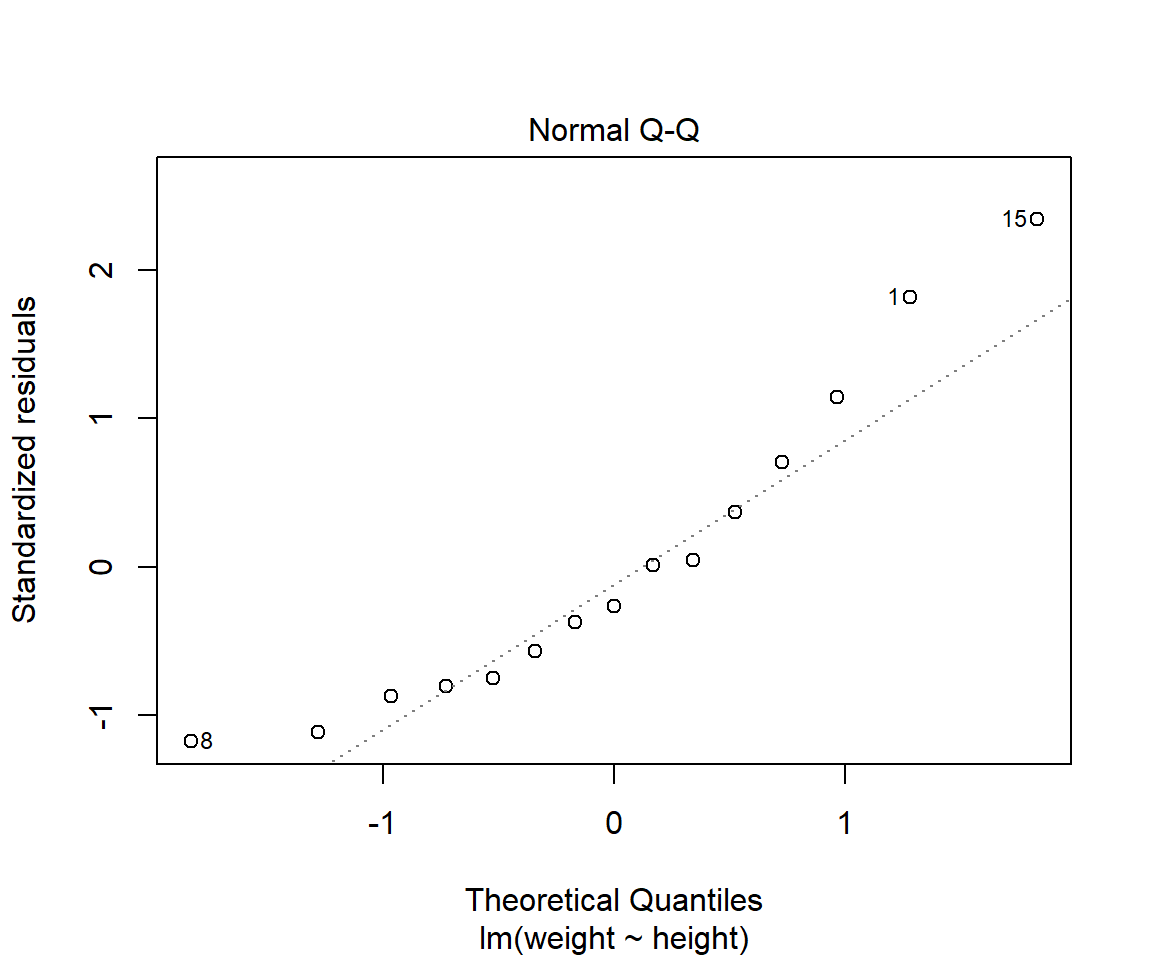 Normal Q-Q
Standardized residuals
2
1
0
-1
15
1
8
-1 0 1
Theoretical Quantiles
lm(weight ~ height)